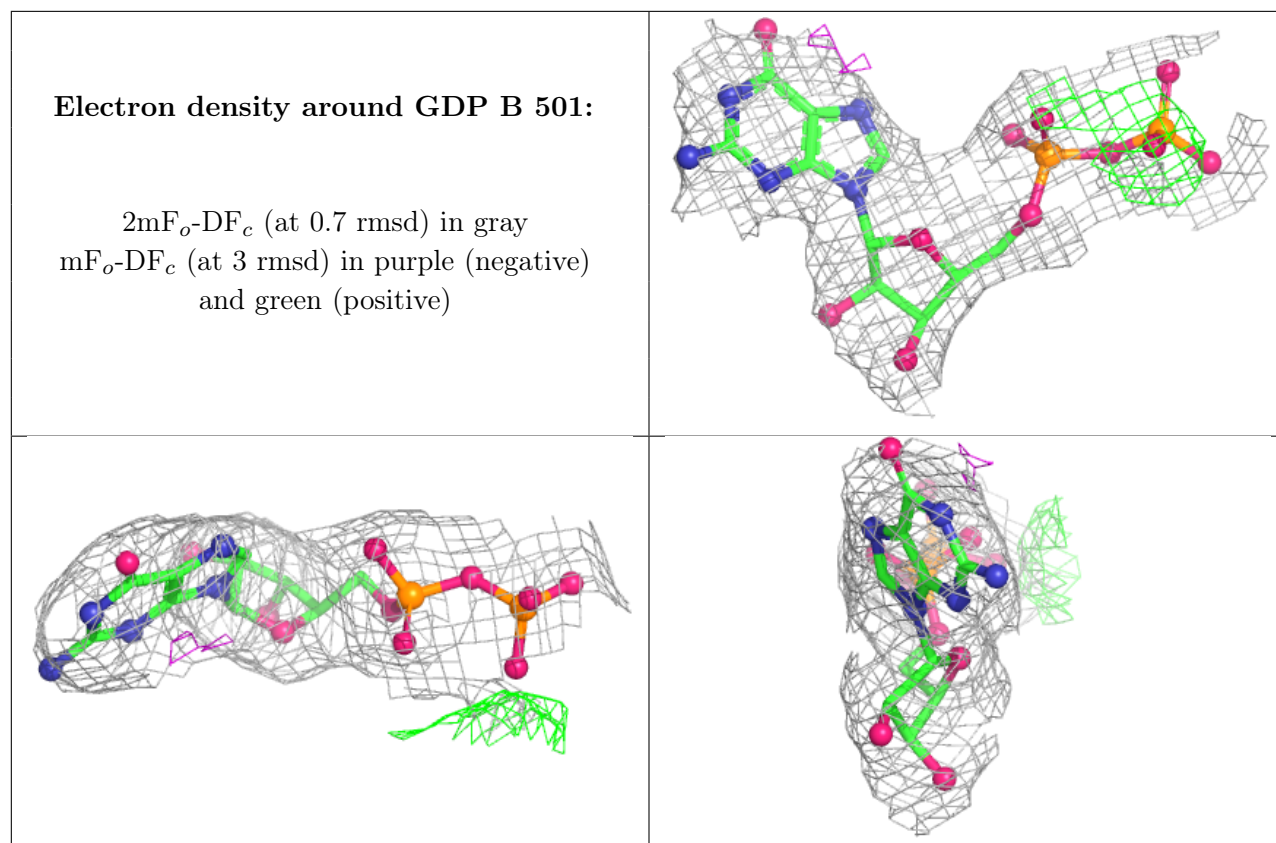 Electron density around GDP B 501:
2mFo-DFc (at 0.7 rmsd) in gray
mFo-DFc (at 3 rmsd) in purple (negative)
and green (positive)